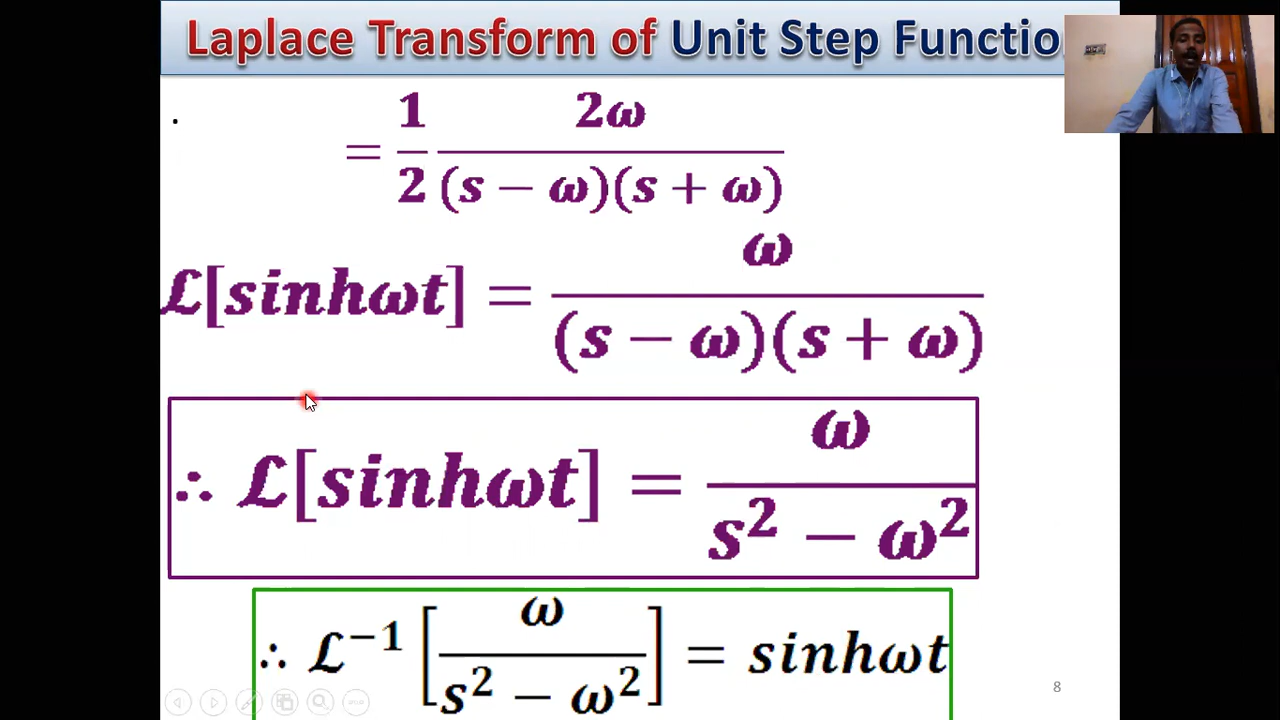 Laplace Transform of Unit Step Functio
.
= 1/2 2ω/((s − ω)(s + ω))
ℒ[sinhωt] = ω/((s − ω)(s + ω))
∴ ℒ[sinhωt] = ω/(s² − ω²)
∴ ℒ⁻¹[ω/(s² − ω²)] = sinhωt
8